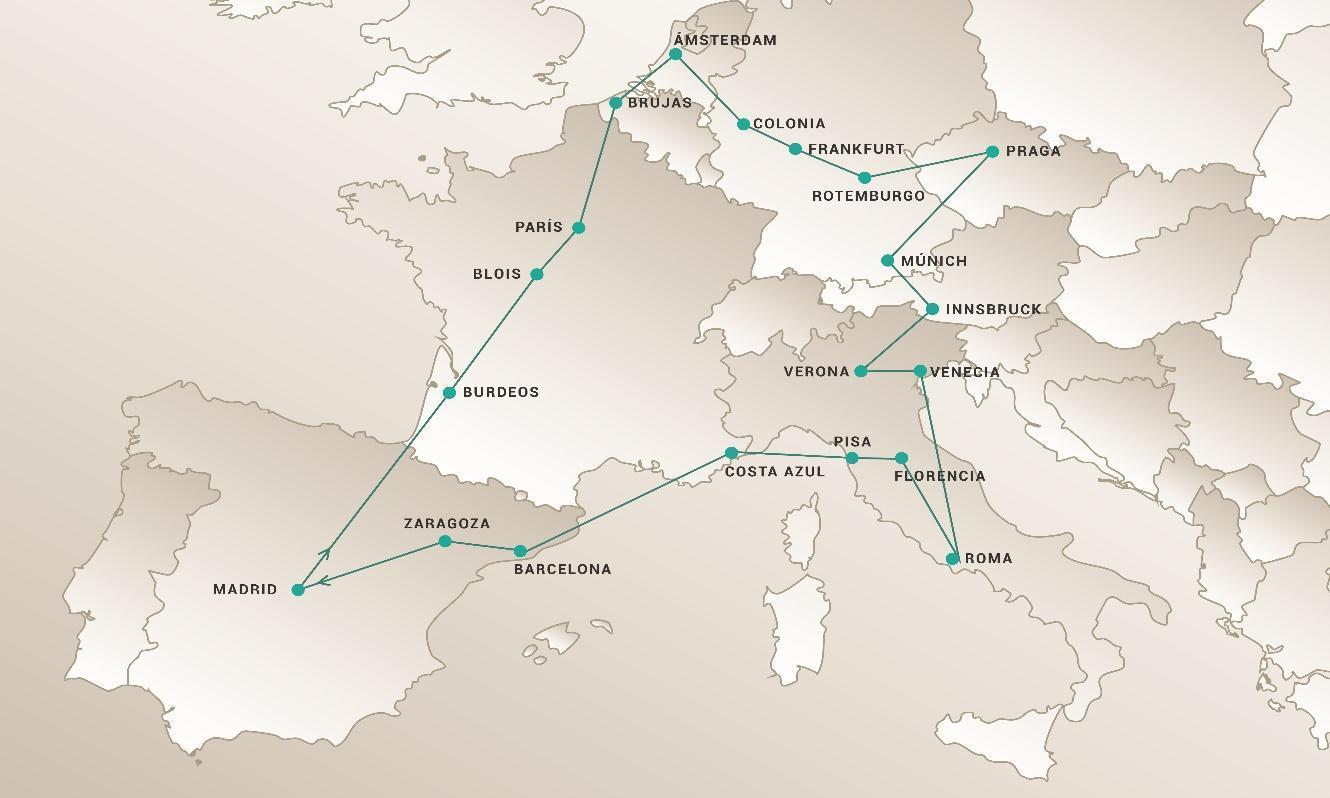 ÁMSTERDAM
BRUJAS
COLONIA
FRANKFURT
PRAGA
ROTEMBURGO
PARÍS
MÚNICH
BLOIS
INNSBRUCK
VERONA
VENECIA
BURDEOS
PISA
COSTA AZUL
FLORENCIA
ZARAGOZA
ROMA
BARCELONA
MADRID